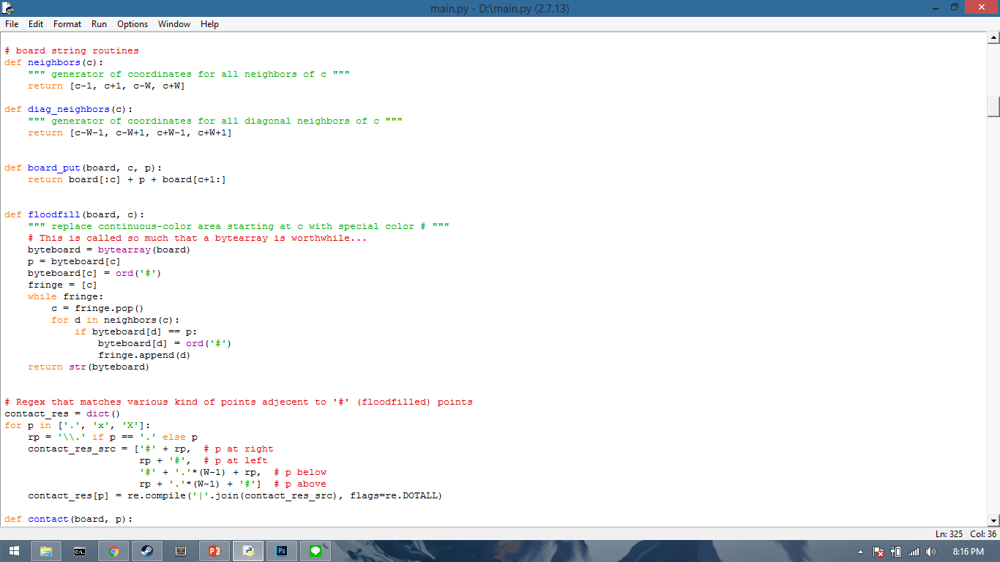 main.py - D:\main.py (2.7.13)
File Edit Format Run Options Window Help
# board string routines
def neighbors(c):
    """ generator of coordinates for all neighbors of c """
    return [c-1, c+1, c-W, c+W]
def diag_neighbors(c):
    """ generator of coordinates for all diagonal neighbors of c """
    return [c-W-1, c-W+1, c+W-1, c+W+1]
def board_put(board, c, p):
    return board[:c] + p + board[c+1:]
def floodfill(board, c):
    """ replace continuous-color area starting at c with special color # """
    # This is called so much that a bytearray is worthwhile...
    byteboard = bytearray(board)
    p = byteboard[c]
    byteboard[c] = ord('#')
    fringe = [c]
    while fringe:
        c = fringe.pop()
        for d in neighbors(c):
            if byteboard[d] == p:
                byteboard[d] = ord('#')
                fringe.append(d)
    return str(byteboard)
# Regex that matches various kind of points adjecent to '#' (floodfilled) points
contact_res = dict()
for p in ['.', 'x', 'X']:
    rp = '\\.' if p == '.' else p
    contact_res_src = ['#' + rp,  # p at right
                       rp + '#',  # p at left
                       '#' + '.'*(W-1) + rp,  # p below
                       rp + '.'*(W-1) + '#']  # p above
    contact_res[p] = re.compile('|'.join(contact_res_src), flags=re.DOTALL)
def contact(board, p):
Ln: 325 Col: 36
8:16 PM